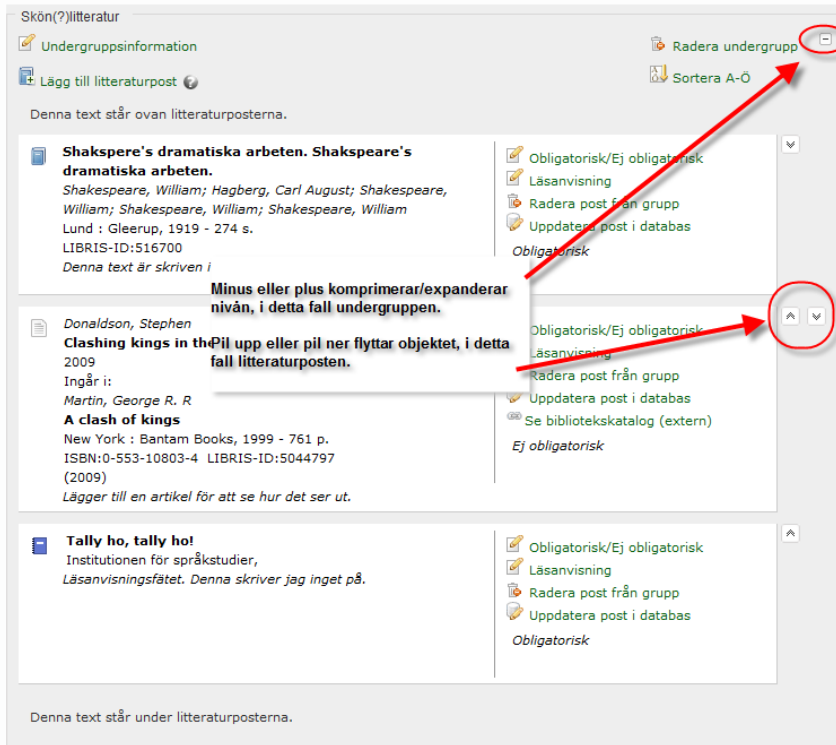 Skön(?)litteratur
Undergruppsinformation
Radera undergrupp
Lägg till litteraturpost
Sortera A-Ö
Denna text står ovan litteraturposterna.
Shakspere's dramatiska arbeten. Shakspeare's
dramatiska arbeten.
Shakespeare, William; Hagberg, Carl August; Shakespeare,
William; Shakespeare, William; Shakespeare, William
Lund : Gleerup, 1919 - 274 s.
LIBRIS-ID:516700
Denna text är skriven i
Obligatorisk/Ej obligatorisk
Läsanvisning
Radera post från grupp
Uppdatera post i databas
Obligatorisk
Minus eller plus komprimerar/expanderar
nivån, i detta fall undergruppen.
Pil upp eller pil ner flyttar objektet, i detta
fall litteraturposten.
Donaldson, Stephen
Clashing kings in the
2009
Ingår i:
Martin, George R. R
A clash of kings
New York : Bantam Books, 1999 - 761 p.
ISBN:0-553-10803-4 LIBRIS-ID:5044797
(2009)
Lägger till en artikel för att se hur det ser ut.
Obligatorisk/Ej obligatorisk
Läsanvisning
Radera post från grupp
Uppdatera post i databas
Se bibliotekskatalog (extern)
Ej obligatorisk
Tally ho, tally ho!
Institutionen för språkstudier,
Läsanvisningsfätet. Denna skriver jag inget på.
Obligatorisk/Ej obligatorisk
Läsanvisning
Radera post från grupp
Uppdatera post i databas
Obligatorisk
Denna text står under litteraturposterna.